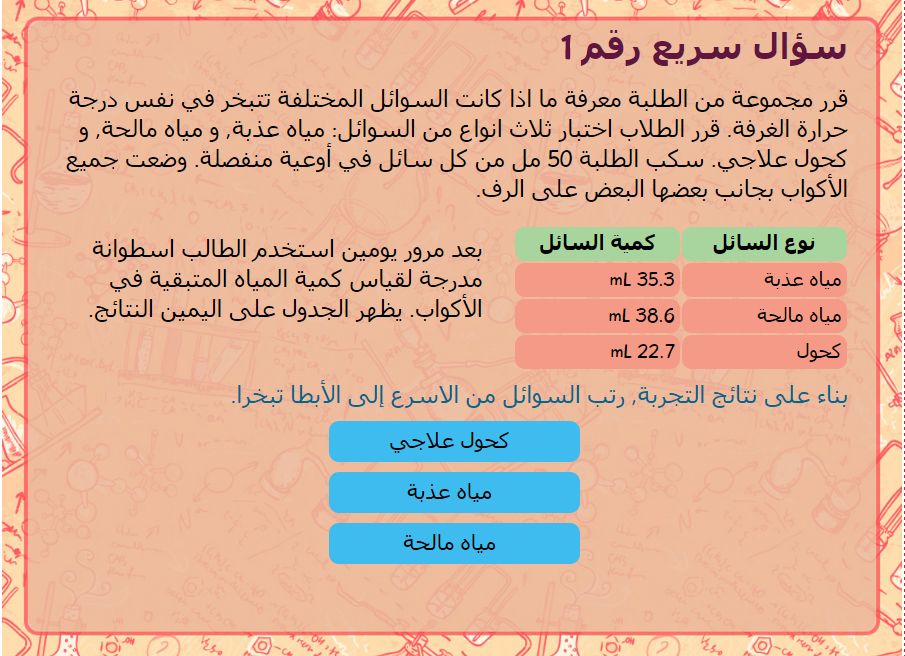 سؤال سريع رقم 1
قرر مجموعة من الطلبة معرفة ما اذا كانت السوائل المختلفة تتبخر في نفس درجة
حرارة الغرفة. قرر الطلاب اختبار ثلاث انواع من السوائل: مياه عذبة, و مياه مالحة, و
كحول علاجي. سكب الطلبة 50 مل من كل سائل في أوعية منفصلة. وضعت جميع
الأكواب بجانب بعضها البعض على الرف.
نوع السائل كمية السائل
مياه عذبة 35.3 mL
مياه مالحة 38.6 mL
كحول 22.7 mL
بعد مرور يومين استخدم الطالب اسطوانة
مدرجة لقياس كمية المياه المتبقية في
الأكواب. يظهر الجدول على اليمين النتائج.
بناء على نتائج التجربة, رتب السوائل من الاسرع إلى الأبطا تبخرا.
كحول علاجي
مياه عذبة
مياه مالحة